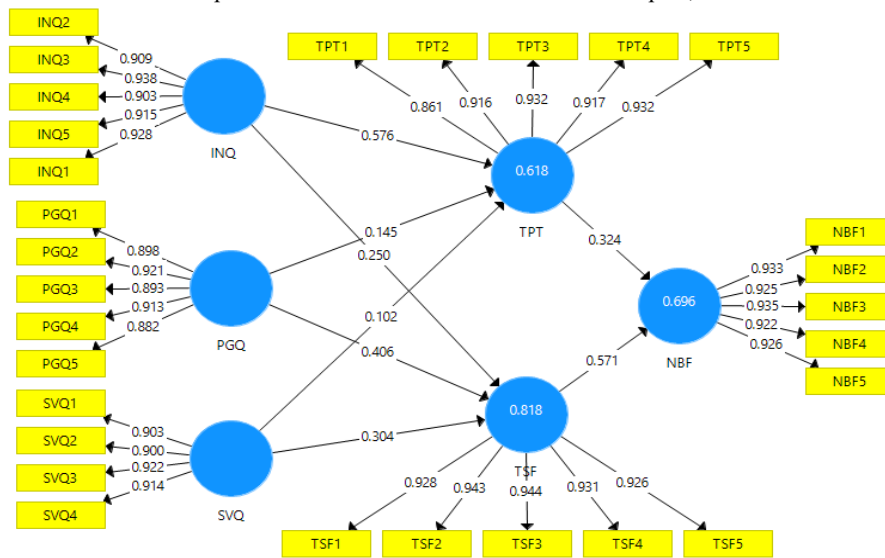 INQ2
INQ3
INQ4
INQ5
INQ1
0.909
0.938
0.903
0.915
0.928
INQ
TPT1
TPT2
TPT3
TPT4
TPT5
0.861
0.916
0.932
0.917
0.932
0.576
0.618
TPT
PGQ1
PGQ2
PGQ3
PGQ4
PGQ5
0.898
0.921
0.893
0.913
0.882
PGQ
0.145
0.250
0.102
0.406
0.324
0.696
NBF
0.933
0.925
0.935
0.922
0.926
NBF1
NBF2
NBF3
NBF4
NBF5
0.571
SVQ1
SVQ2
SVQ3
SVQ4
0.903
0.900
0.922
0.914
SVQ
0.304
0.818
TSF
0.928
0.943
0.944
0.931
0.926
TSF1
TSF2
TSF3
TSF4
TSF5